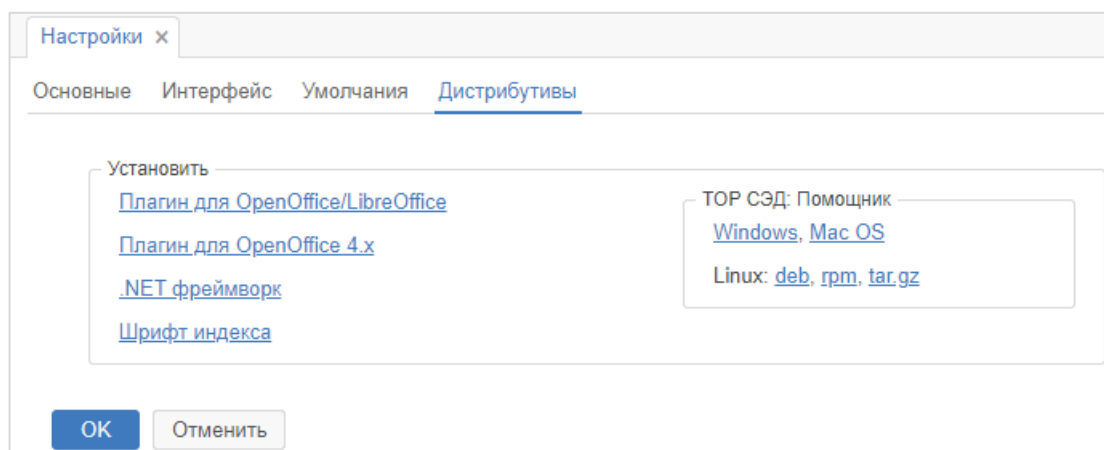 Настройки ×
Основные Интерфейс Умолчания Дистрибутивы
Установить
Плагин для OpenOffice/LibreOffice
Плагин для OpenOffice 4.x
.NET фреймворк
Шрифт индекса
ТОР СЭД: Помощник
Windows, Mac OS
Linux: deb, rpm, tar.gz
OK Отменить